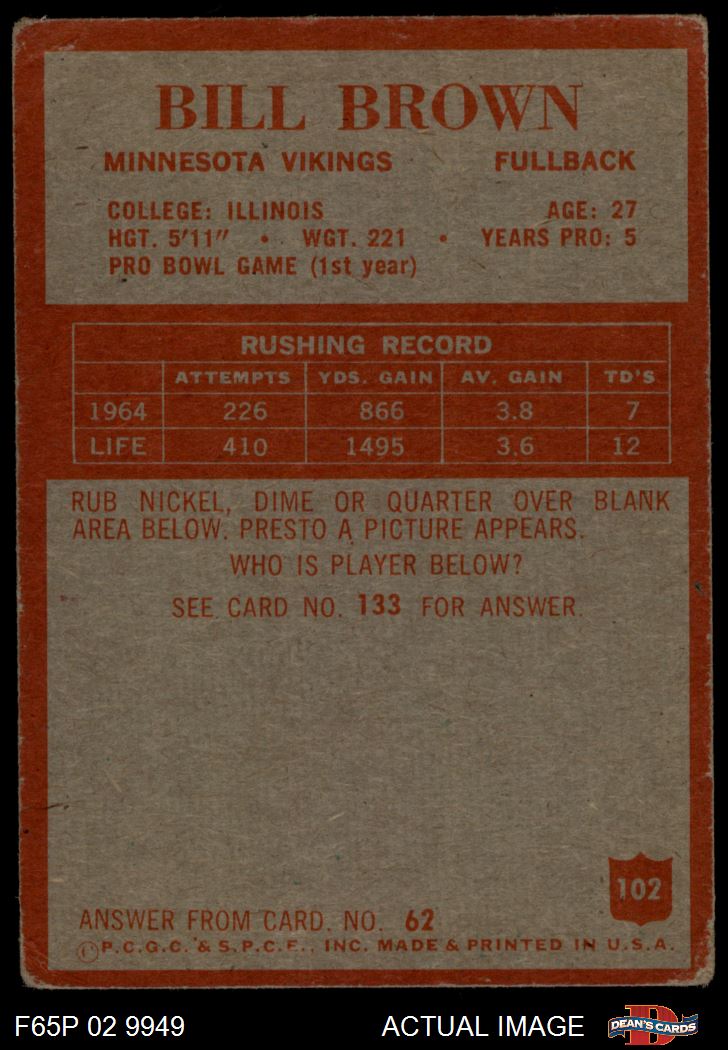 BILL BROWN
MINNESOTA VIKINGS FULLBACK
COLLEGE: ILLINOIS AGE: 27
HGT. 5'11" • WGT. 221 • YEARS PRO: 5
PRO BOWL GAME (1st year)
RUSHING RECORD
ATTEMPTS YDS. GAIN AV. GAIN TD'S
1964 226 866 3.8 7
LIFE 410 1495 3.6 12
RUB NICKEL, DIME OR QUARTER OVER BLANK
AREA BELOW. PRESTO A PICTURE APPEARS.
WHO IS PLAYER BELOW?
SEE CARD NO. 133 FOR ANSWER.
102
ANSWER FROM CARD. NO. 62
©P.C.G.C. & S.P.C.E., INC. MADE & PRINTED IN U.S.A.
F65P 02 9949 ACTUAL IMAGE
D
DEAN'S CARDS